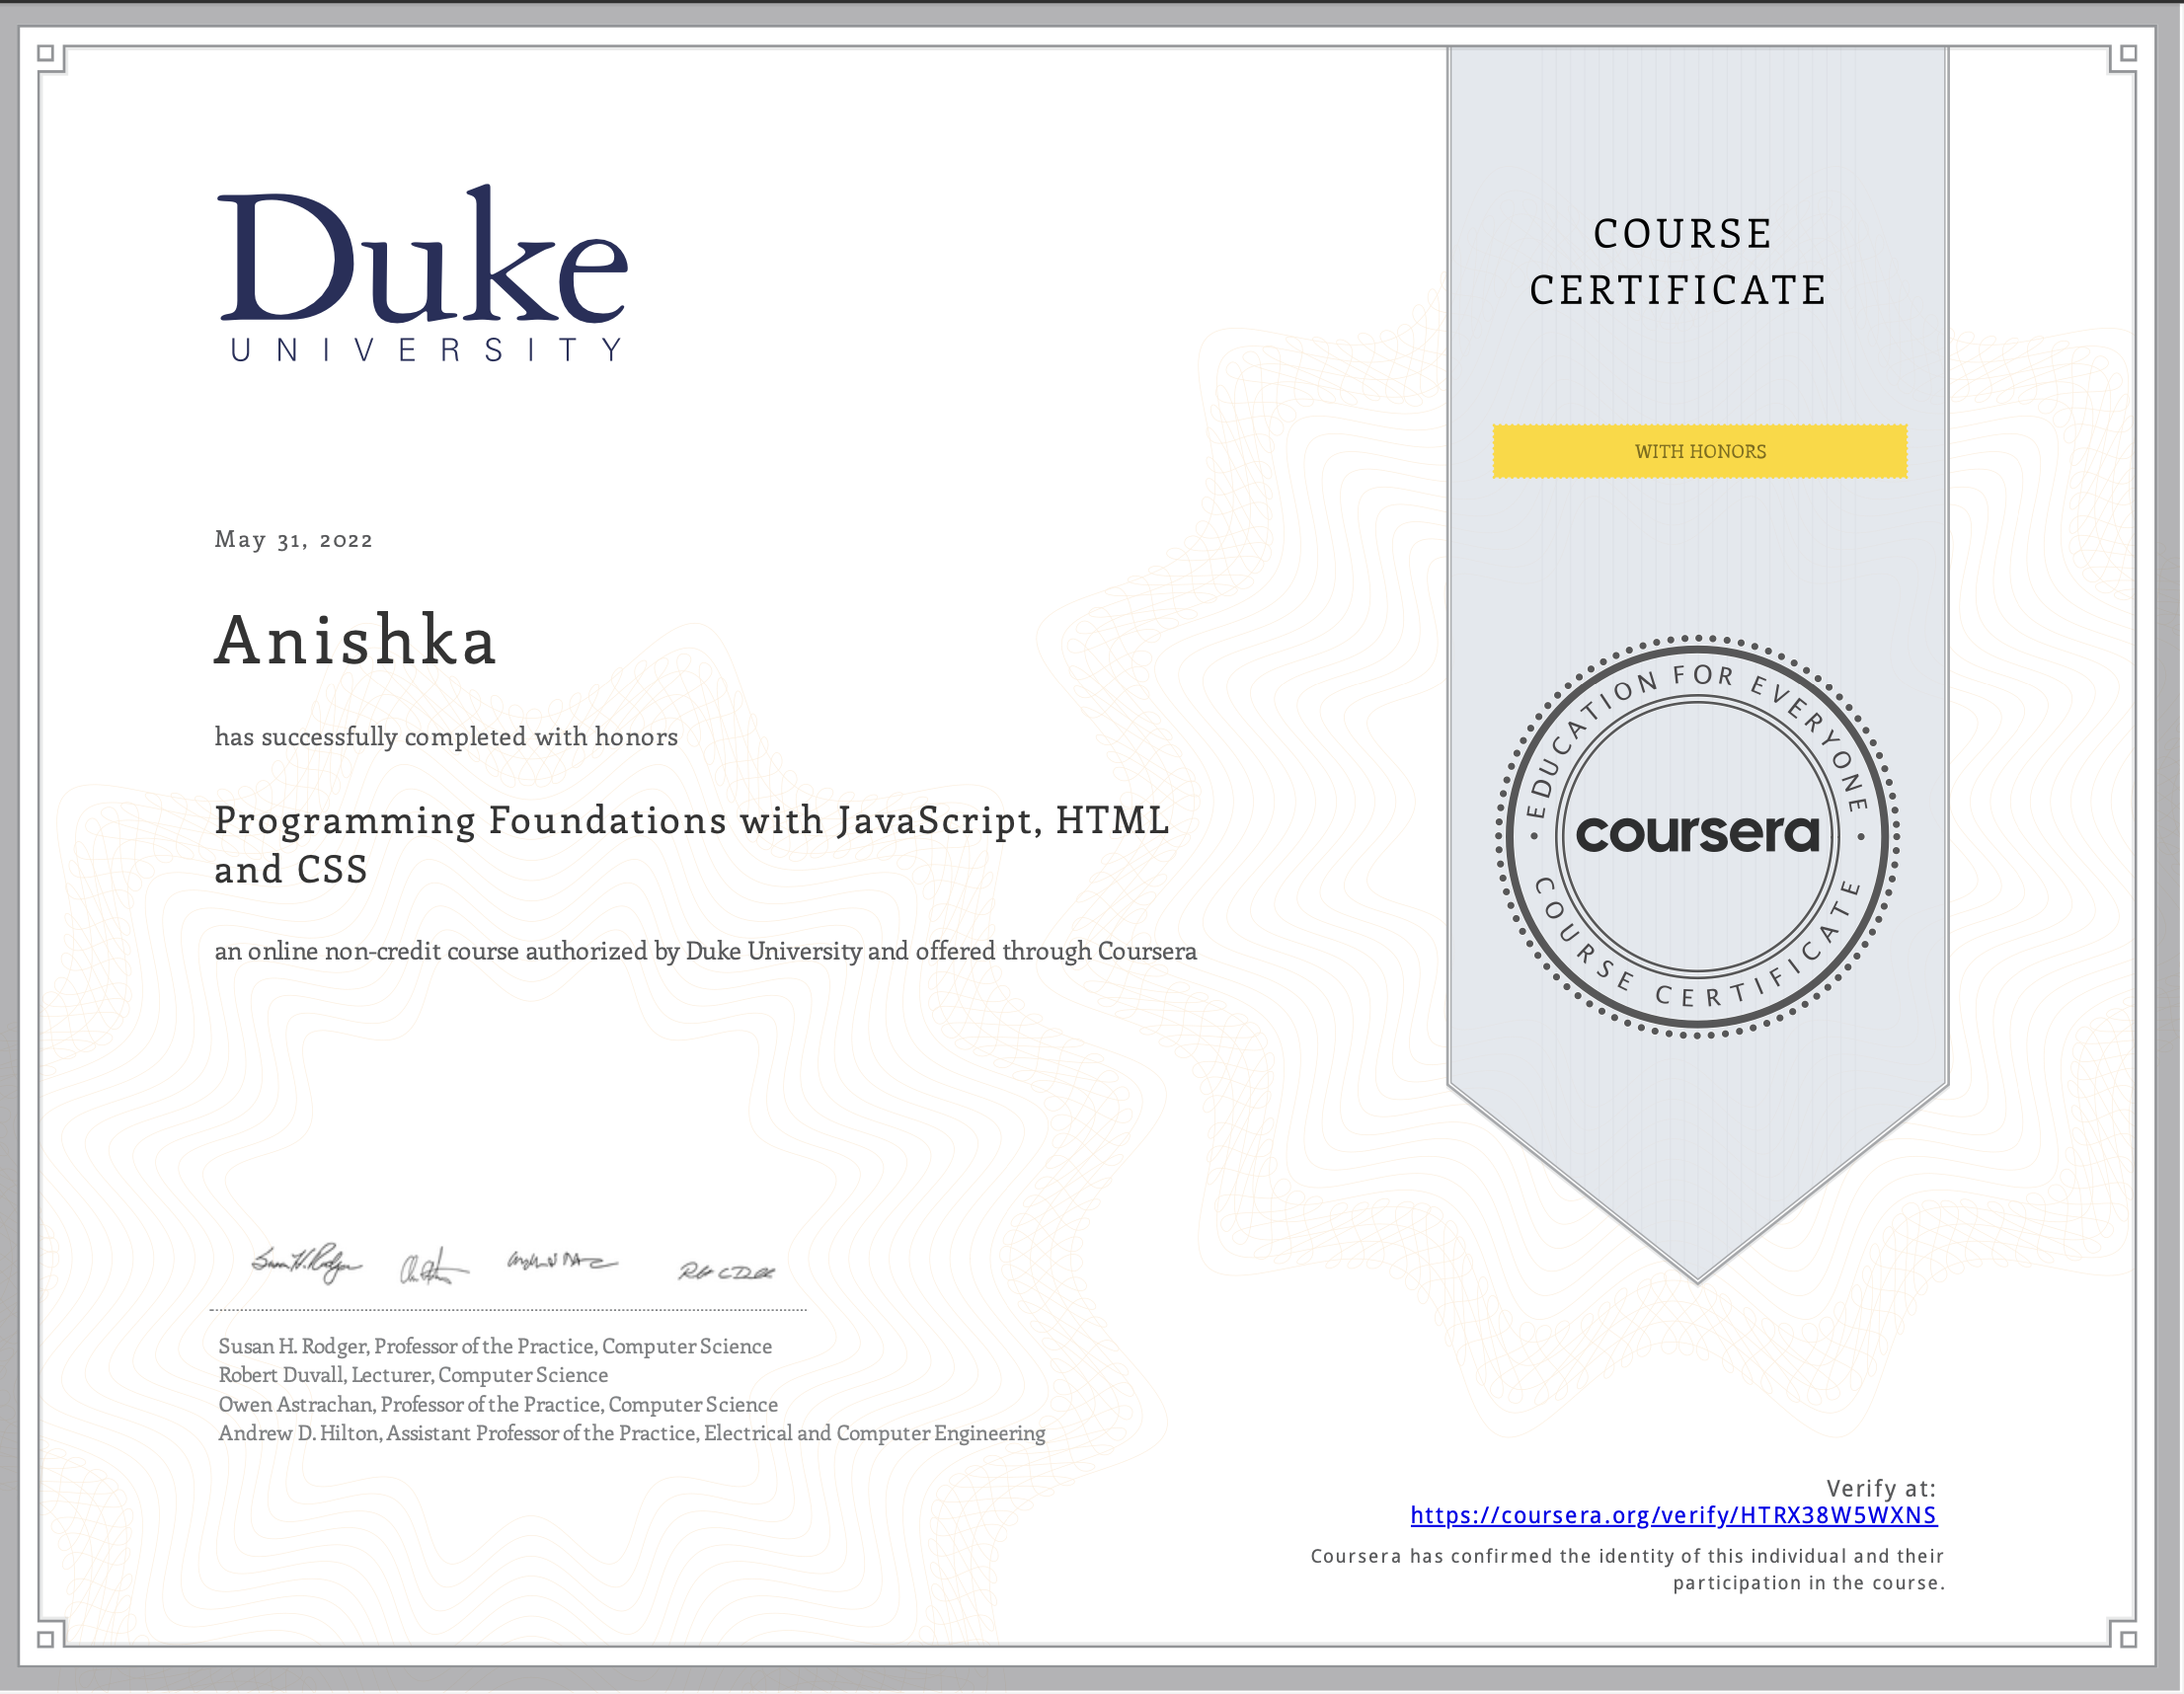 Duke
UNIVERSITY
COURSE
CERTIFICATE
WITH HONORS
May 31, 2022
Anishka
has successfully completed with honors
Programming Foundations with JavaScript, HTML
and CSS
an online non-credit course authorized by Duke University and offered through Coursera
EDUCATION FOR EVERYONE
coursera
COURSE CERTIFICATE
Susan H. Rodger, Professor of the Practice, Computer Science
Robert Duvall, Lecturer, Computer Science
Owen Astrachan, Professor of the Practice, Computer Science
Andrew D. Hilton, Assistant Professor of the Practice, Electrical and Computer Engineering
Verify at:
https://coursera.org/verify/HTRX38W5WXNS
Coursera has confirmed the identity of this individual and their
participation in the course.